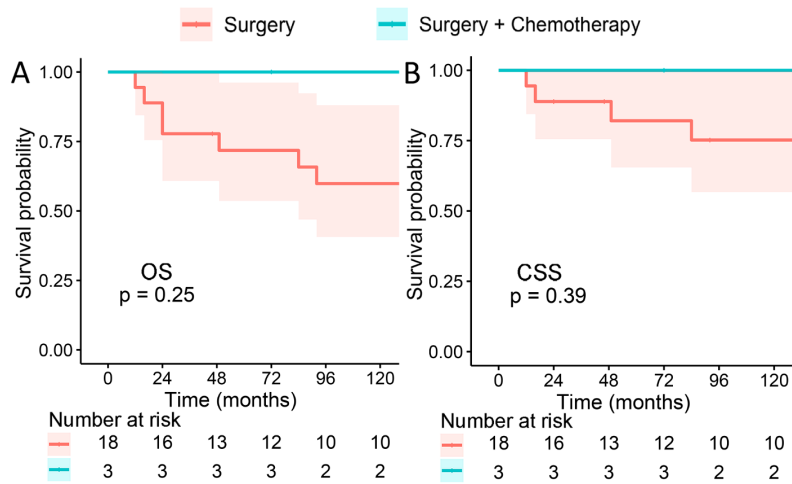 Surgery Surgery + Chemotherapy
A
Survival probability
1.00
0.75
0.50
0.25
0.00
OS
p = 0.25
0 24 48 72 96 120
Time (months)
Number at risk
18 16 13 12 10 10
3 3 3 3 2 2
B
Survival probability
1.00
0.75
0.50
0.25
0.00
CSS
p = 0.39
0 24 48 72 96 120
Time (months)
Number at risk
18 16 13 12 10 10
3 3 3 3 2 2